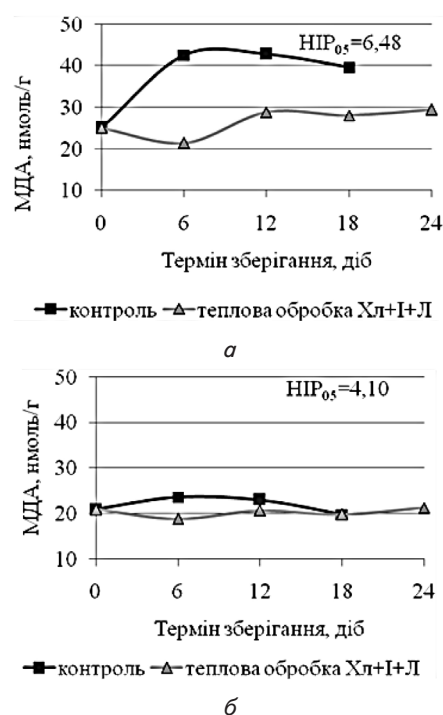 50
НІР05=6,48
40
30
20
10
МДА, нмоль/г
0 6 12 18 24
Термін зберігання, діб
контроль теплова обробка Хл+І+Л
а
50
НІР05=4,10
40
30
20
10
МДА, нмоль/г
0 6 12 18 24
Термін зберігання, діб
контроль теплова обробка Хл+І+Л
б